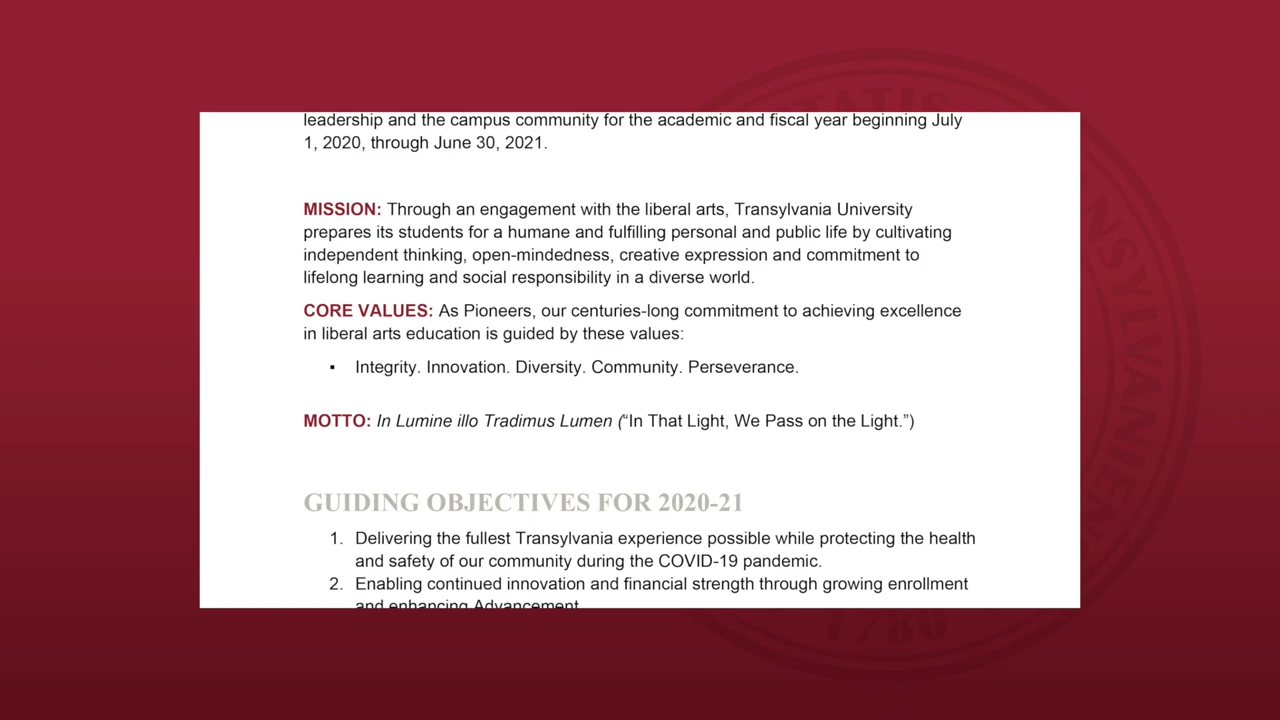 leadership and the campus community for the academic and fiscal year beginning July
1, 2020, through June 30, 2021.
MISSION: Through an engagement with the liberal arts, Transylvania University
prepares its students for a humane and fulfilling personal and public life by cultivating
independent thinking, open-mindedness, creative expression and commitment to
lifelong learning and social responsibility in a diverse world.
CORE VALUES: As Pioneers, our centuries-long commitment to achieving excellence
in liberal arts education is guided by these values:
▪ Integrity. Innovation. Diversity. Community. Perseverance.
MOTTO: In Lumine illo Tradimus Lumen (“In That Light, We Pass on the Light.”)
GUIDING OBJECTIVES FOR 2020-21
1. Delivering the fullest Transylvania experience possible while protecting the health
and safety of our community during the COVID-19 pandemic.
2. Enabling continued innovation and financial strength through growing enrollment
and enhancing Advancement
1780